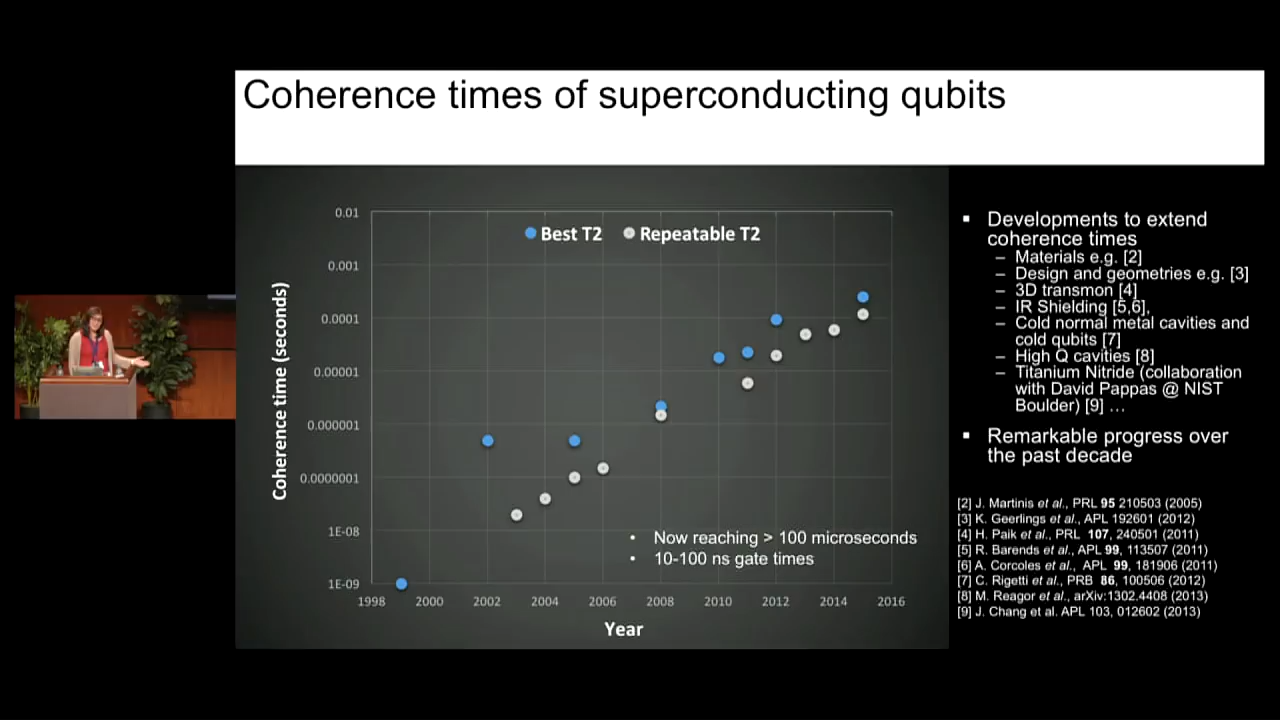 Coherence times of superconducting qubits
0.01
0.001
0.0001
0.00001
0.000001
0.0000001
1E-08
1E-09
Coherence time (seconds)
Best T2
Repeatable T2
• Now reaching > 100 microseconds
• 10-100 ns gate times
1998 2000 2002 2004 2006 2008 2010 2012 2014 2016
Year
▪ Developments to extend
coherence times
– Materials e.g. [2]
– Design and geometries e.g. [3]
– 3D transmon [4]
– IR Shielding [5,6],
– Cold normal metal cavities and
cold qubits [7]
– High Q cavities [8]
– Titanium Nitride (collaboration
with David Pappas @ NIST
Boulder) [9] …
▪ Remarkable progress over
the past decade
[2] J. Martinis et al., PRL 95 210503 (2005)
[3] K. Geerlings et al., APL 192601 (2012)
[4] H. Paik et al., PRL 107, 240501 (2011)
[5] R. Barends et al., APL 99, 113507 (2011)
[6] A. Corcoles et al., APL 99, 181906 (2011)
[7] C. Rigetti et al., PRB 86, 100506 (2012)
[8] M. Reagor et al., arXiv:1302.4408 (2013)
[9] J. Chang et al. APL 103, 012602 (2013)